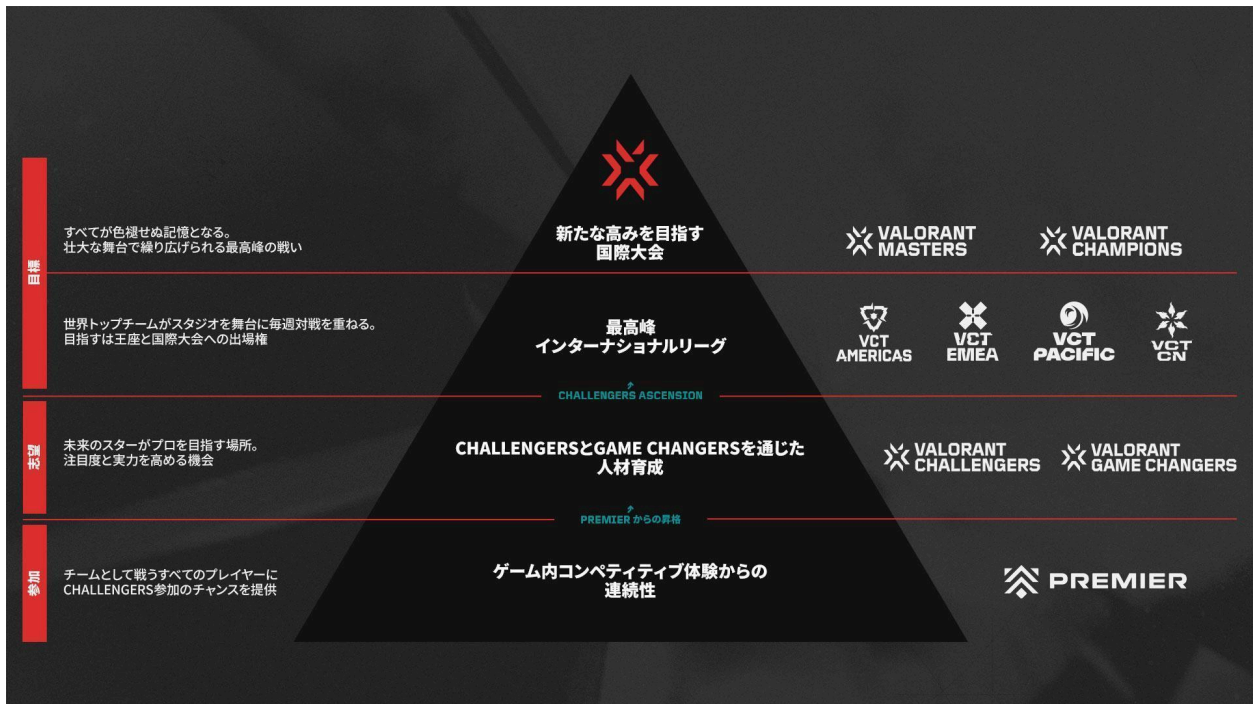 目標
すべてが色褪せぬ記憶となる。
壮大な舞台で繰り広げられる最高峰の戦い
新たな高みを目指す
国際大会
VALORANT
MASTERS
VALORANT
CHAMPIONS
世界トップチームがスタジオを舞台に毎週対戦を重ねる。
目指すは王座と国際大会への出場権
最高峰
インターナショナルリーグ
VCT
AMERICAS
VCT
EMEA
VCT
PACIFIC
VCT
CN
CHALLENGERS ASCENSION
志望
未来のスターがプロを目指す場所。
注目度と実力を高める機会
CHALLENGERSとGAME CHANGERSを通じた
人材育成
VALORANT
CHALLENGERS
VALORANT
GAME CHANGERS
PREMIER からの昇格
参加
チームとして戦うすべてのプレイヤーに
CHALLENGERS参加のチャンスを提供
ゲーム内コンペティティブ体験からの
連続性
PREMIER